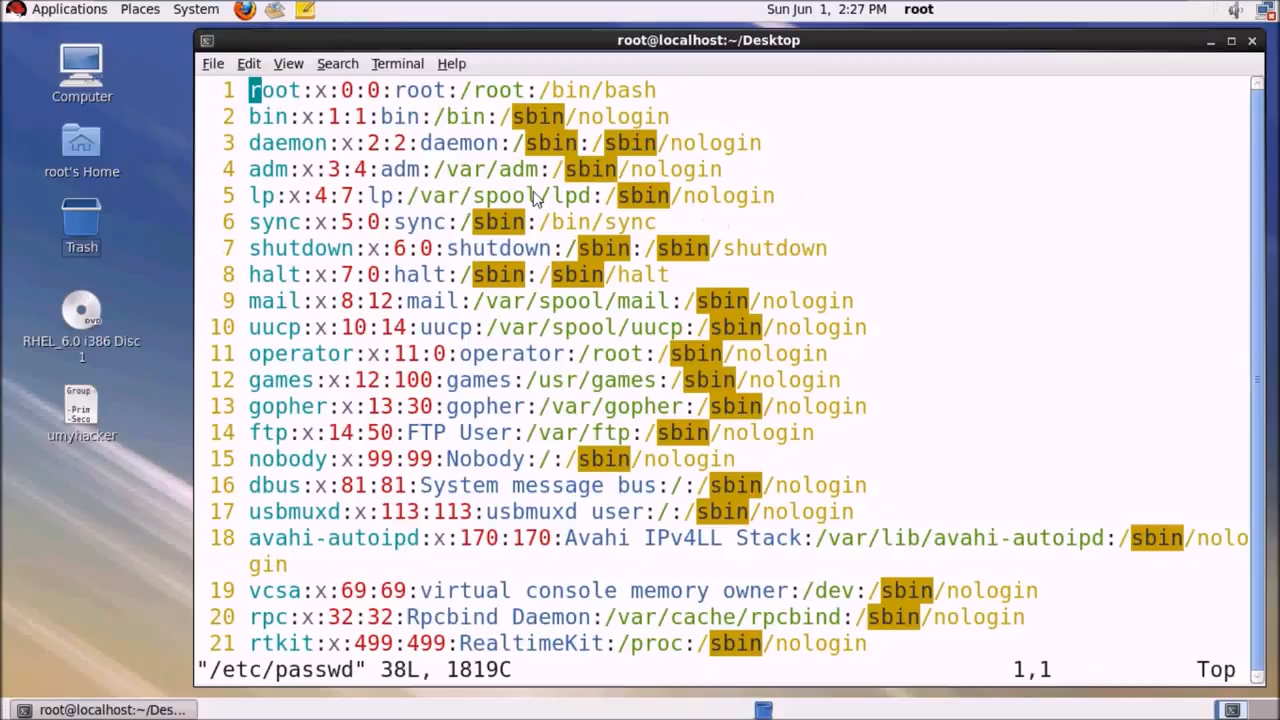 Applications Places System Sun Jun 1, 2:27 PM root
root@localhost:~/Desktop
File Edit View Search Terminal Help
1 root:x:0:0:root:/root:/bin/bash
2 bin:x:1:1:bin:/bin:/sbin/nologin
3 daemon:x:2:2:daemon:/sbin:/sbin/nologin
4 adm:x:3:4:adm:/var/adm:/sbin/nologin
5 lp:x:4:7:lp:/var/spool/lpd:/sbin/nologin
6 sync:x:5:0:sync:/sbin:/bin/sync
7 shutdown:x:6:0:shutdown:/sbin:/sbin/shutdown
8 halt:x:7:0:halt:/sbin:/sbin/halt
9 mail:x:8:12:mail:/var/spool/mail:/sbin/nologin
10 uucp:x:10:14:uucp:/var/spool/uucp:/sbin/nologin
11 operator:x:11:0:operator:/root:/sbin/nologin
12 games:x:12:100:games:/usr/games:/sbin/nologin
13 gopher:x:13:30:gopher:/var/gopher:/sbin/nologin
14 ftp:x:14:50:FTP User:/var/ftp:/sbin/nologin
15 nobody:x:99:99:Nobody:/:/sbin/nologin
16 dbus:x:81:81:System message bus:/:/sbin/nologin
17 usbmuxd:x:113:113:usbmuxd user:/:/sbin/nologin
18 avahi-autoipd:x:170:170:Avahi IPv4LL Stack:/var/lib/avahi-autoipd:/sbin/nolo
gin
19 vcsa:x:69:69:virtual console memory owner:/dev:/sbin/nologin
20 rpc:x:32:32:Rpcbind Daemon:/var/cache/rpcbind:/sbin/nologin
21 rtkit:x:499:499:RealtimeKit:/proc:/sbin/nologin
"/etc/passwd" 38L, 1819C 1,1 Top
Computer
root's Home
Trash
DVD
RHEL_6.0 i386 Disc
1
Group
-Prim
-Seco
umyhacker
root@localhost:~/Des...